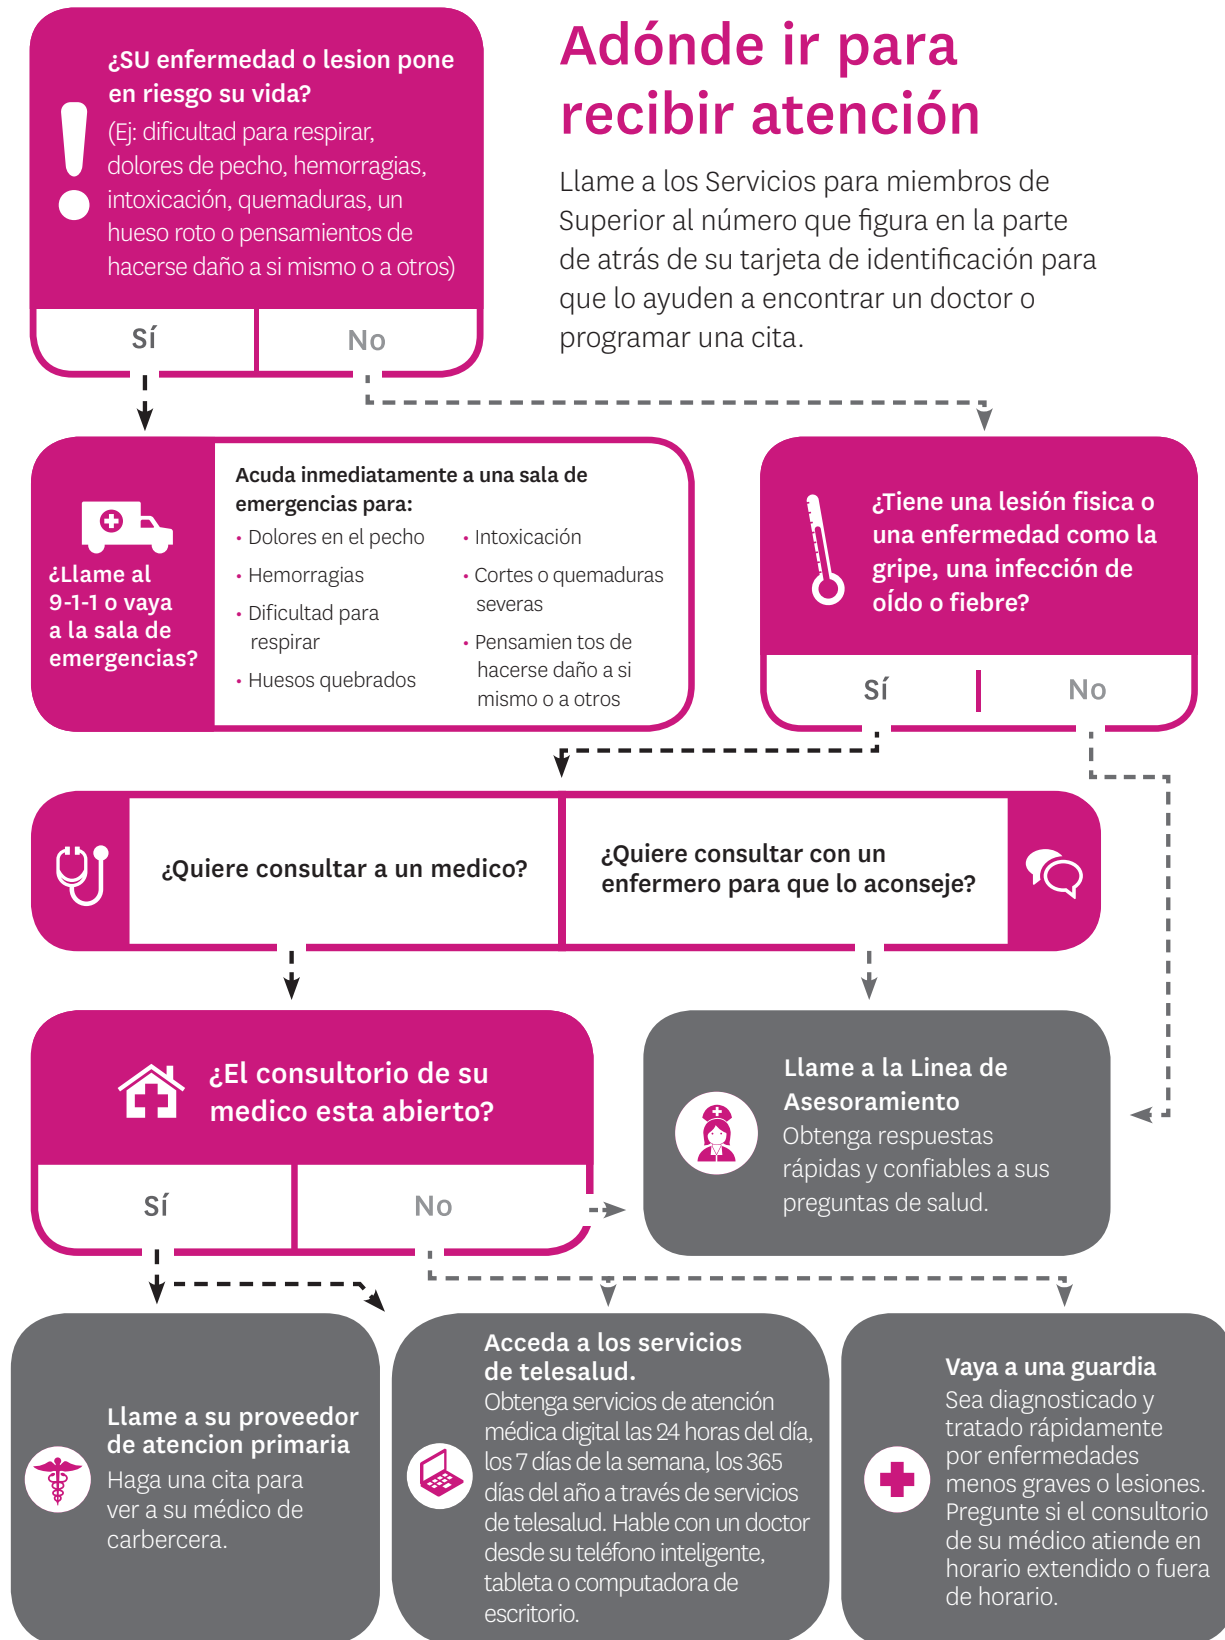 ¿SU enfermedad o lesion pone
en riesgo su vida?
(Ej: dificultad para respirar,
dolores de pecho, hemorragias,
intoxicación, quemaduras, un
hueso roto o pensamientos de
hacerse daño a si mismo o a otros)
Sí
No
Adónde ir para
recibir atención
Llame a los Servicios para miembros de
Superior al número que figura en la parte
de atrás de su tarjeta de identificación para
que lo ayuden a encontrar un doctor o
programar una cita.
¿Llame al
9-1-1 o vaya
a la sala de
emergencias?
Acuda inmediatamente a una sala de
emergencias para:
• Dolores en el pecho
• Hemorragias
• Dificultad para
respirar
• Huesos quebrados
• Intoxicación
• Cortes o quemaduras
severas
• Pensamien tos de
hacerse daño a si
mismo o a otros
¿Tiene una lesión fisica o
una enfermedad como la
gripe, una infección de
oÍdo o fiebre?
Sí
No
¿Quiere consultar a un medico?
¿Quiere consultar con un
enfermero para que lo aconseje?
¿El consultorio de su
medico esta abierto?
Sí
No
Llame a la Linea de
Asesoramiento
Obtenga respuestas
rápidas y confiables a sus
preguntas de salud.
Llame a su proveedor
de atencion primaria
Haga una cita para
ver a su médico de
carbercera.
Acceda a los servicios
de telesalud.
Obtenga servicios de atención
médica digital las 24 horas del día,
los 7 días de la semana, los 365
días del año a través de servicios
de telesalud. Hable con un doctor
desde su teléfono inteligente,
tableta o computadora de
escritorio.
Vaya a una guardia
Sea diagnosticado y
tratado rápidamente
por enfermedades
menos graves o lesiones.
Pregunte si el consultorio
de su médico atiende en
horario extendido o fuera
de horario.